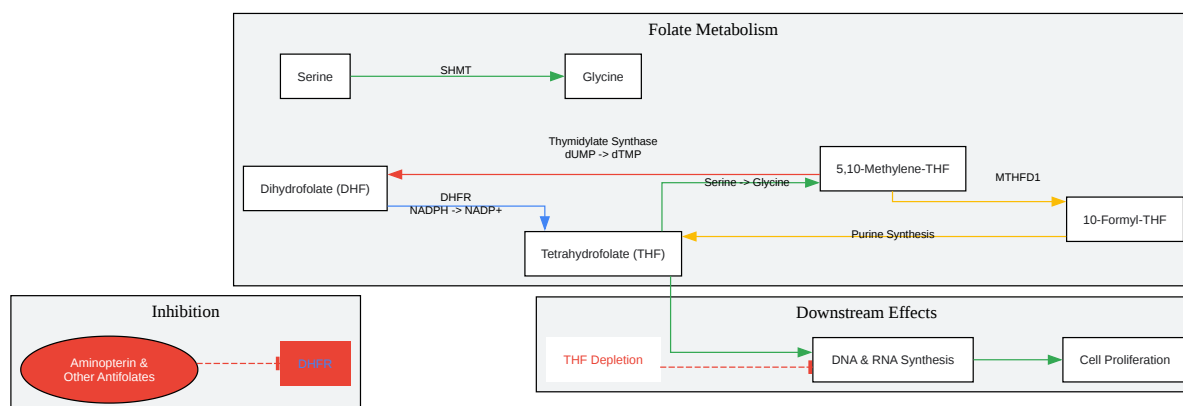 Folate Metabolism
Serine
SHMT
Glycine
Thymidylate Synthase
dUMP -> dTMP
5,10-Methylene-THF
Dihydrofolate (DHF)
Serine -> Glycine
MTHFD1
DHFR
NADPH -> NADP+
10-Formyl-THF
Purine Synthesis
Tetrahydrofolate (THF)
Inhibition
Aminopterin &
Other Antifolates
DHFR
Downstream Effects
THF Depletion
DNA & RNA Synthesis
Cell Proliferation